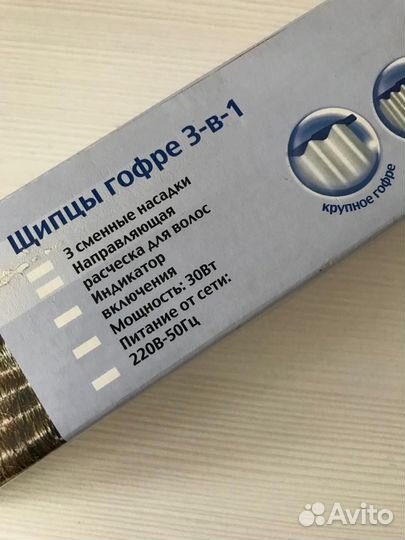 Щипцы гофре 3-в-1
3 сменные насадки
Направляющая
расческа для волос
Индикатор
включения
Мощность: 30Вт
Питание от сети:
220В-50Гц
крупное гофре
Avito